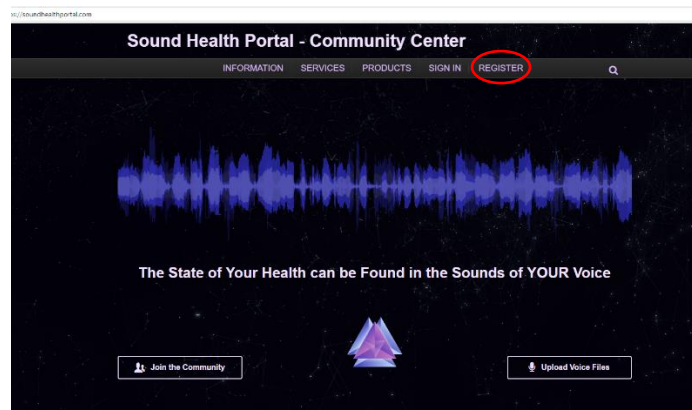 https://soundhealthportal.com
Sound Health Portal - Community Center
INFORMATION SERVICES PRODUCTS SIGN IN REGISTER
The State of Your Health can be Found in the Sounds of YOUR Voice
Join the Community
Upload Voice Files